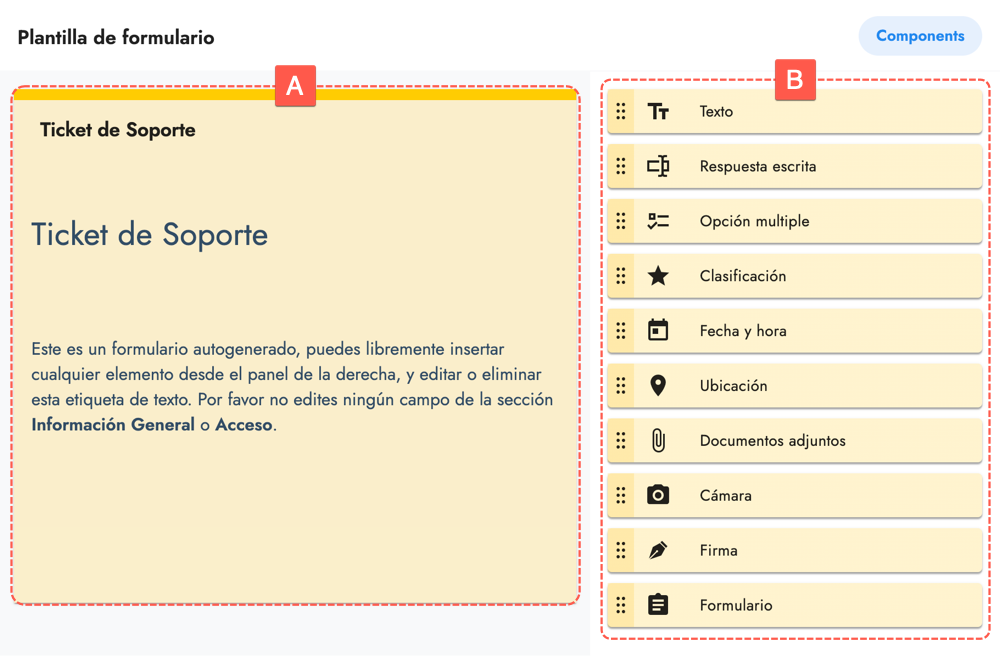 Plantilla de formulario
Components
A
Ticket de Soporte
Ticket de Soporte
Este es un formulario autogenerado, puedes libremente insertar
cualquier elemento desde el panel de la derecha, y editar o eliminar
esta etiqueta de texto. Por favor no edites ningún campo de la sección
Información General o Acceso.
B
Tт Texto
Respuesta escrita
Opción multiple
Clasificación
Fecha y hora
Ubicación
Documentos adjuntos
Cámara
Firma
Formulario